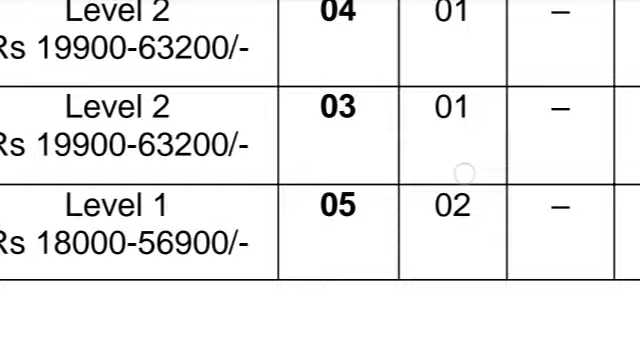 Level 2 04 01 –
Rs 19900-63200/-
Level 2 03 01 –
Rs 19900-63200/-
Level 1 05 02 –
Rs 18000-56900/-